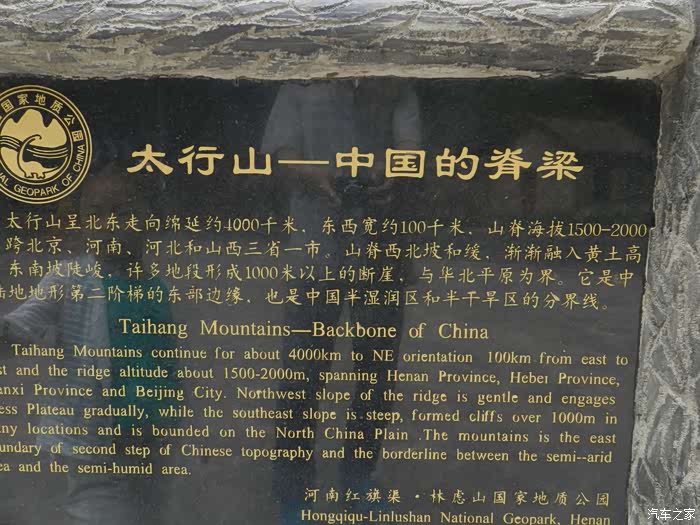 国家地质公园
NAL GEOPARK OF CHINA
太行山—中国的脊梁
太行山呈北东走向绵延约4000千米，东西宽约100千米，山脊海拔1500-2000
跨北京、河南、河北和山西三省一市。山脊西北坡和缓，渐渐融入黄土高
东南坡陡峻，许多地段形成1000米以上的断崖，与华北平原为界。它是中
陆地地形第二阶梯的东部边缘，也是中国半湿润区和半干旱区的分界线。
Taihang Mountains—Backbone of China
Taihang Mountains continue for about 4000km to NE orientation 100km from east to
st and the ridge altitude about 1500-2000m, spanning Henan Province, Hebei Province,
anxi Province and Beijing City. Northwest slope of the ridge is gentle and engages
ess Plateau gradually, while the southeast slope is steep, formed cliffs over 1000m in
ny locations and is bounded on the North China Plain .The mountains is the east
undary of second step of Chinese topography and the borderline between the semi--arid
ea and the semi-humid area.
河南红旗渠·林虑山国家地质公园
Hongqiqu-Linlushan National Geopark, Henan
汽车之家